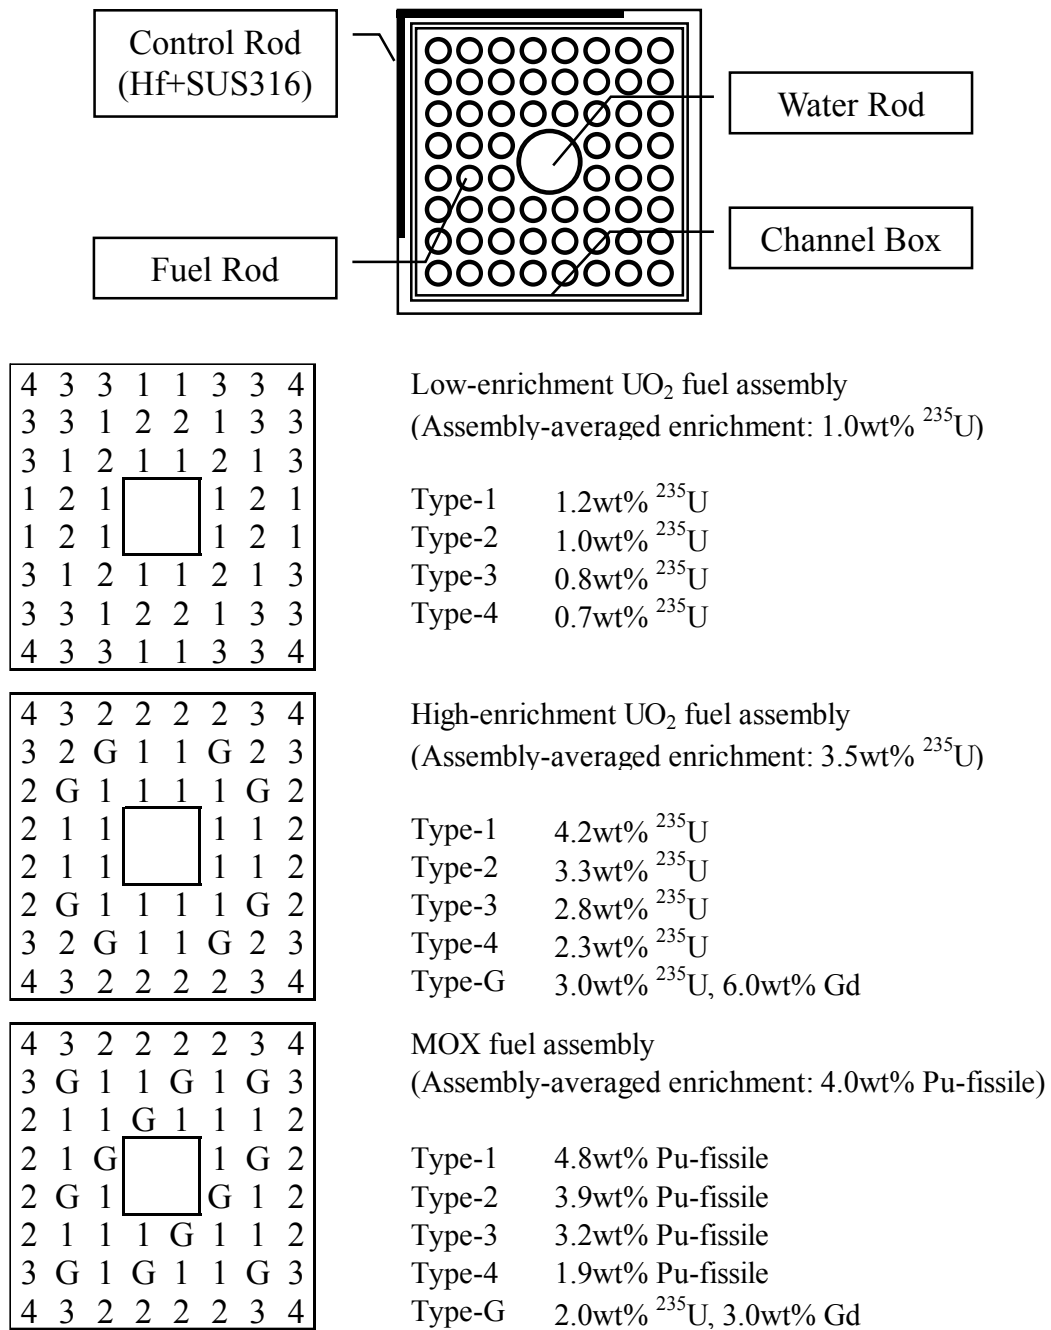 Control Rod
(Hf+SUS316)
Water Rod
Fuel Rod
Channel Box
4 3 3 1 1 3 3 4
3 3 1 2 2 1 3 3
3 1 2 1 1 2 1 3
1 2 1 1 2 1
1 2 1 1 2 1
3 1 2 1 1 2 1 3
3 3 1 2 2 1 3 3
4 3 3 1 1 3 3 4
Low-enrichment UO₂ fuel assembly
(Assembly-averaged enrichment: 1.0wt% ²³⁵U)
Type-1 1.2wt% ²³⁵U
Type-2 1.0wt% ²³⁵U
Type-3 0.8wt% ²³⁵U
Type-4 0.7wt% ²³⁵U
4 3 2 2 2 2 3 4
3 2 G 1 1 G 2 3
2 G 1 1 1 1 G 2
2 1 1 1 1 2
2 1 1 1 1 2
2 G 1 1 1 1 G 2
3 2 G 1 1 G 2 3
4 3 2 2 2 2 3 4
High-enrichment UO₂ fuel assembly
(Assembly-averaged enrichment: 3.5wt% ²³⁵U)
Type-1 4.2wt% ²³⁵U
Type-2 3.3wt% ²³⁵U
Type-3 2.8wt% ²³⁵U
Type-4 2.3wt% ²³⁵U
Type-G 3.0wt% ²³⁵U, 6.0wt% Gd
4 3 2 2 2 2 3 4
3 G 1 1 G 1 G 3
2 1 1 G 1 1 1 2
2 1 G 1 G 2
2 G 1 G 1 2
2 1 1 1 G 1 1 2
3 G 1 G 1 1 G 3
4 3 2 2 2 2 3 4
MOX fuel assembly
(Assembly-averaged enrichment: 4.0wt% Pu-fissile)
Type-1 4.8wt% Pu-fissile
Type-2 3.9wt% Pu-fissile
Type-3 3.2wt% Pu-fissile
Type-4 1.9wt% Pu-fissile
Type-G 2.0wt% ²³⁵U, 3.0wt% Gd